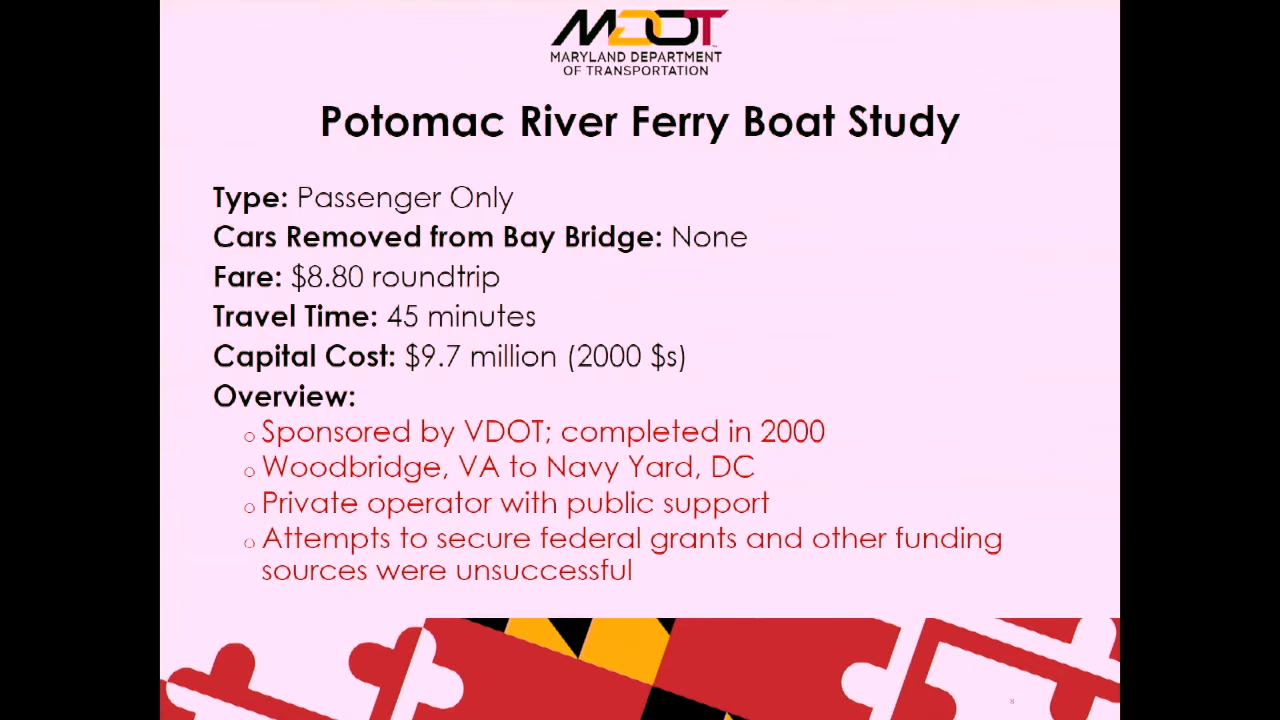 MDOT
MARYLAND DEPARTMENT
OF TRANSPORTATION
Potomac River Ferry Boat Study
Type: Passenger Only
Cars Removed from Bay Bridge: None
Fare: $8.80 roundtrip
Travel Time: 45 minutes
Capital Cost: $9.7 million (2000 $s)
Overview:
o Sponsored by VDOT; completed in 2000
o Woodbridge, VA to Navy Yard, DC
o Private operator with public support
o Attempts to secure federal grants and other funding
sources were unsuccessful
8